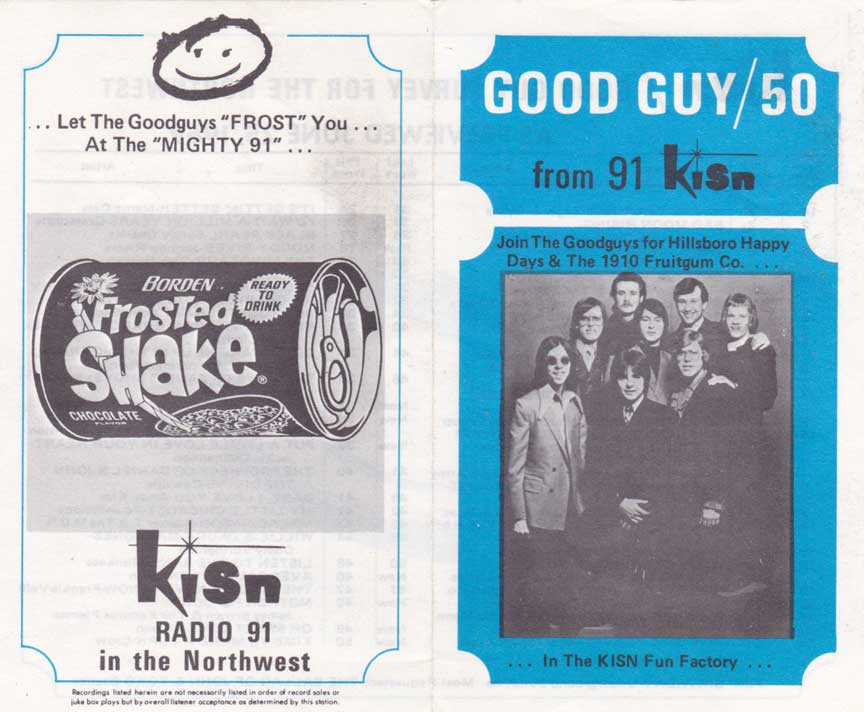 ... Let The Goodguys "FROST" You ...
At The "MIGHTY 91" ...
BORDEN
Frosted
Shake®
READY
TO
DRINK
CHOCOLATE
FLAVOR
KISN
RADIO 91
in the Northwest
Recordings listed herein are not necessarily listed in order of record sales or
juke box plays but by overall listener acceptance as determined by this station.
GOOD GUY/50
from 91 KISN
Join The Goodguys for Hillsboro Happy
Days & The 1910 Fruitgum Co. ...
... In The KISN Fun Factory ...